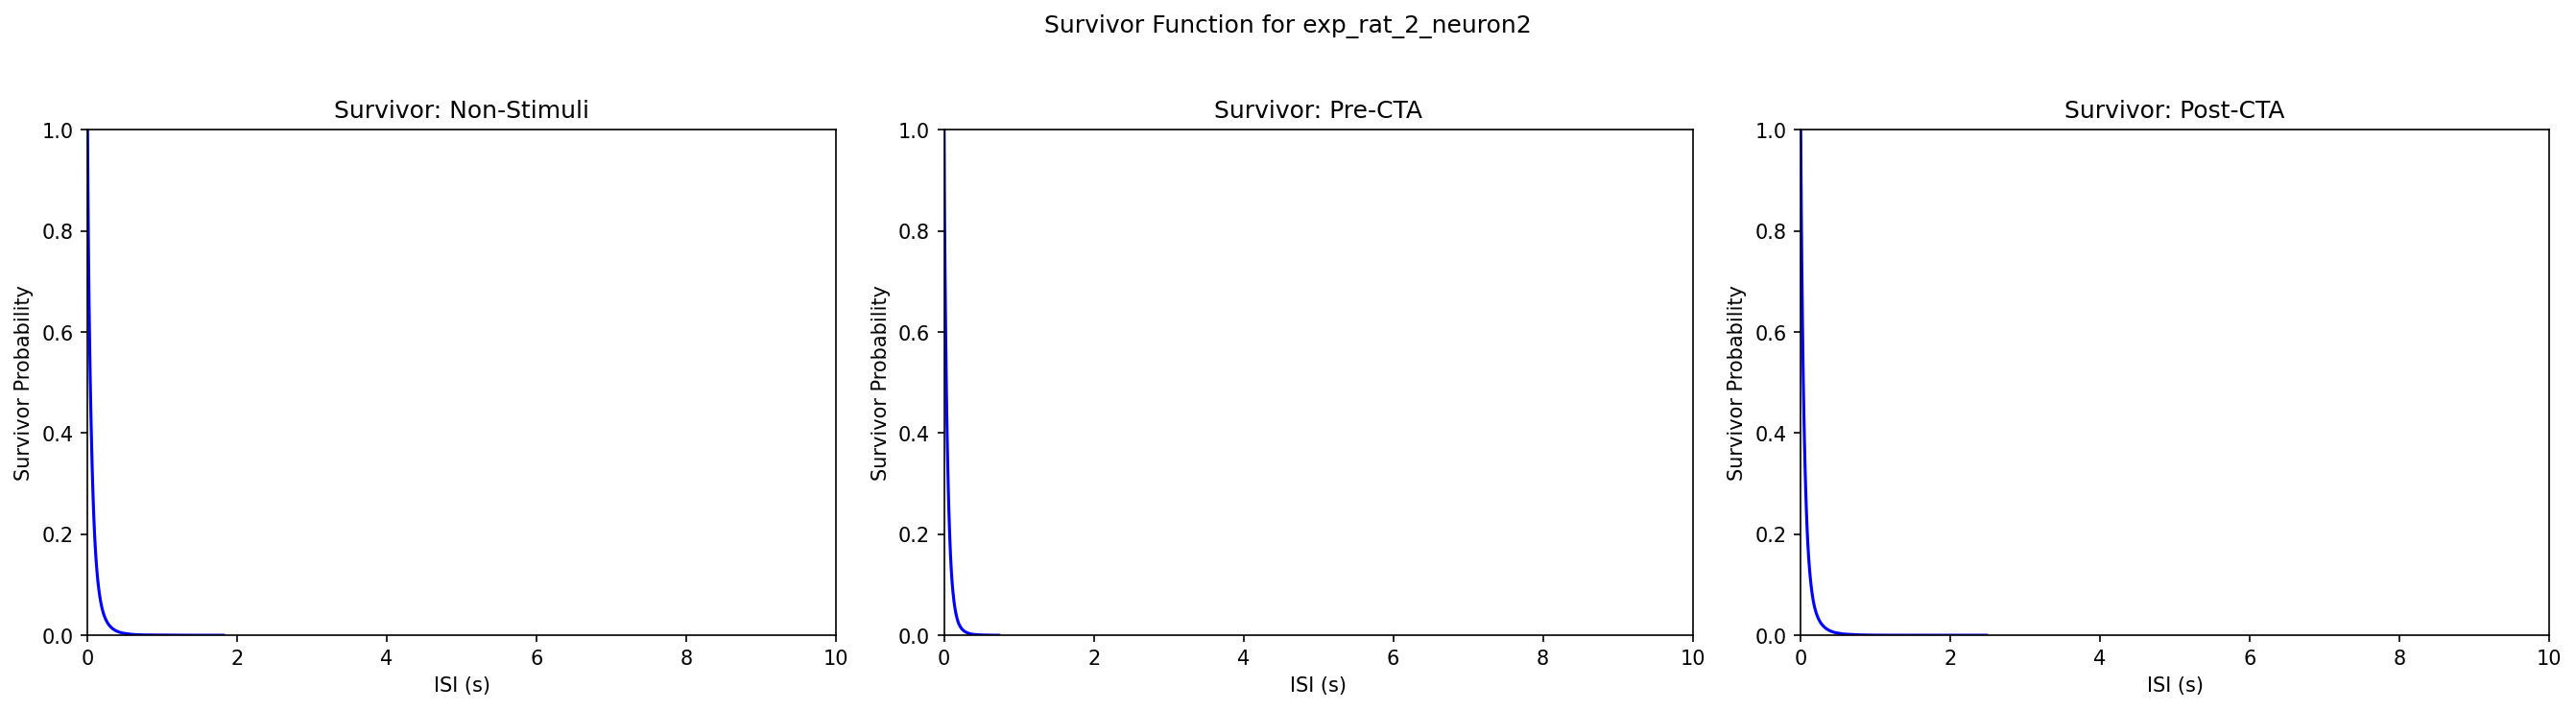 Survivor Function for exp_rat_2_neuron2
Survivor: Non-Stimuli
Survivor Probability
1.0
0.8
0.6
0.4
0.2
0.0
0 2 4 6 8 10
ISI (s)
Survivor: Pre-CTA
Survivor Probability
1.0
0.8
0.6
0.4
0.2
0.0
0 2 4 6 8 10
ISI (s)
Survivor: Post-CTA
Survivor Probability
1.0
0.8
0.6
0.4
0.2
0.0
0 2 4 6 8 10
ISI (s)